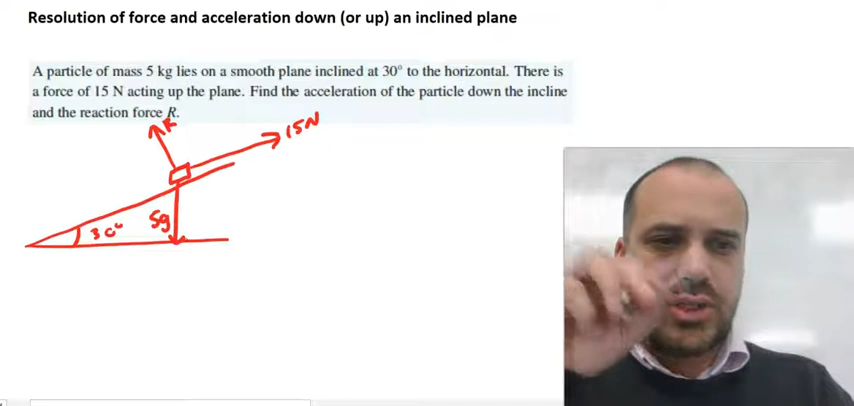 Resolution of force and acceleration down (or up) an inclined plane
A particle of mass 5 kg lies on a smooth plane inclined at 30° to the horizontal. There is
a force of 15 N acting up the plane. Find the acceleration of the particle down the incline
and the reaction force R.
R
15N
5g
30°